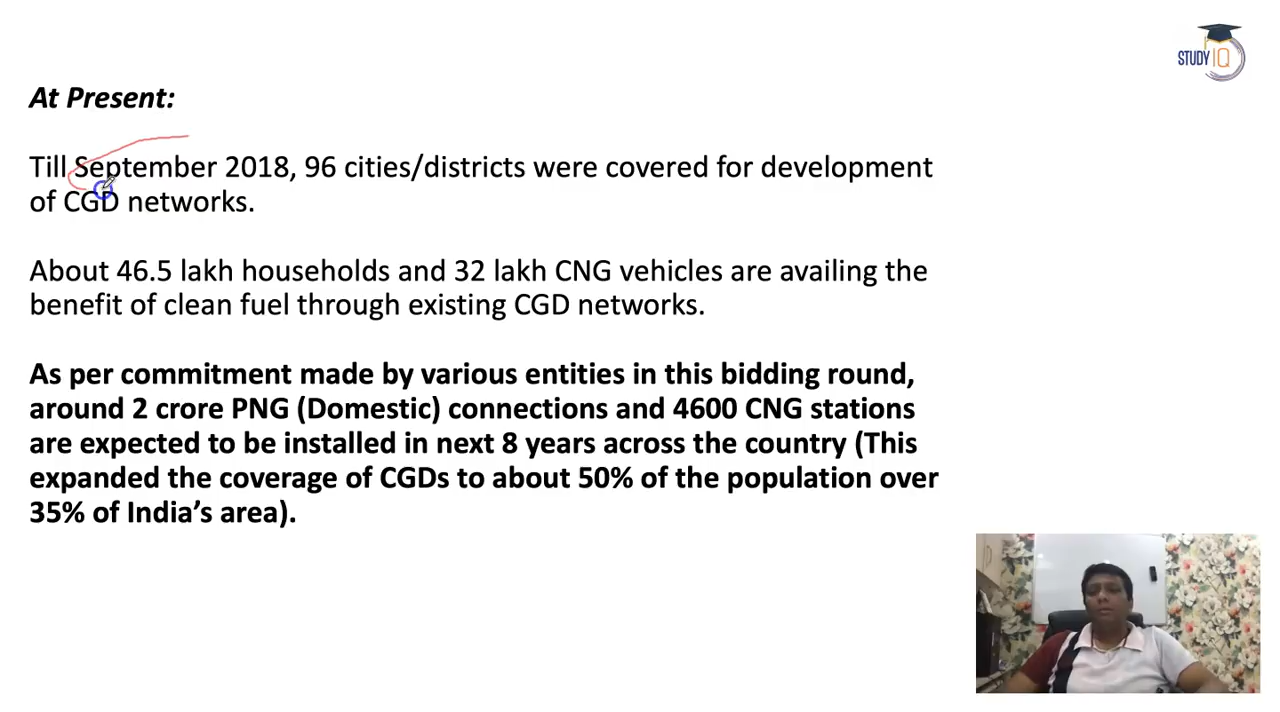 STUDY IQ
At Present:
Till September 2018, 96 cities/districts were covered for development
of CGD networks.
About 46.5 lakh households and 32 lakh CNG vehicles are availing the
benefit of clean fuel through existing CGD networks.
As per commitment made by various entities in this bidding round,
around 2 crore PNG (Domestic) connections and 4600 CNG stations
are expected to be installed in next 8 years across the country (This
expanded the coverage of CGDs to about 50% of the population over
35% of India’s area).